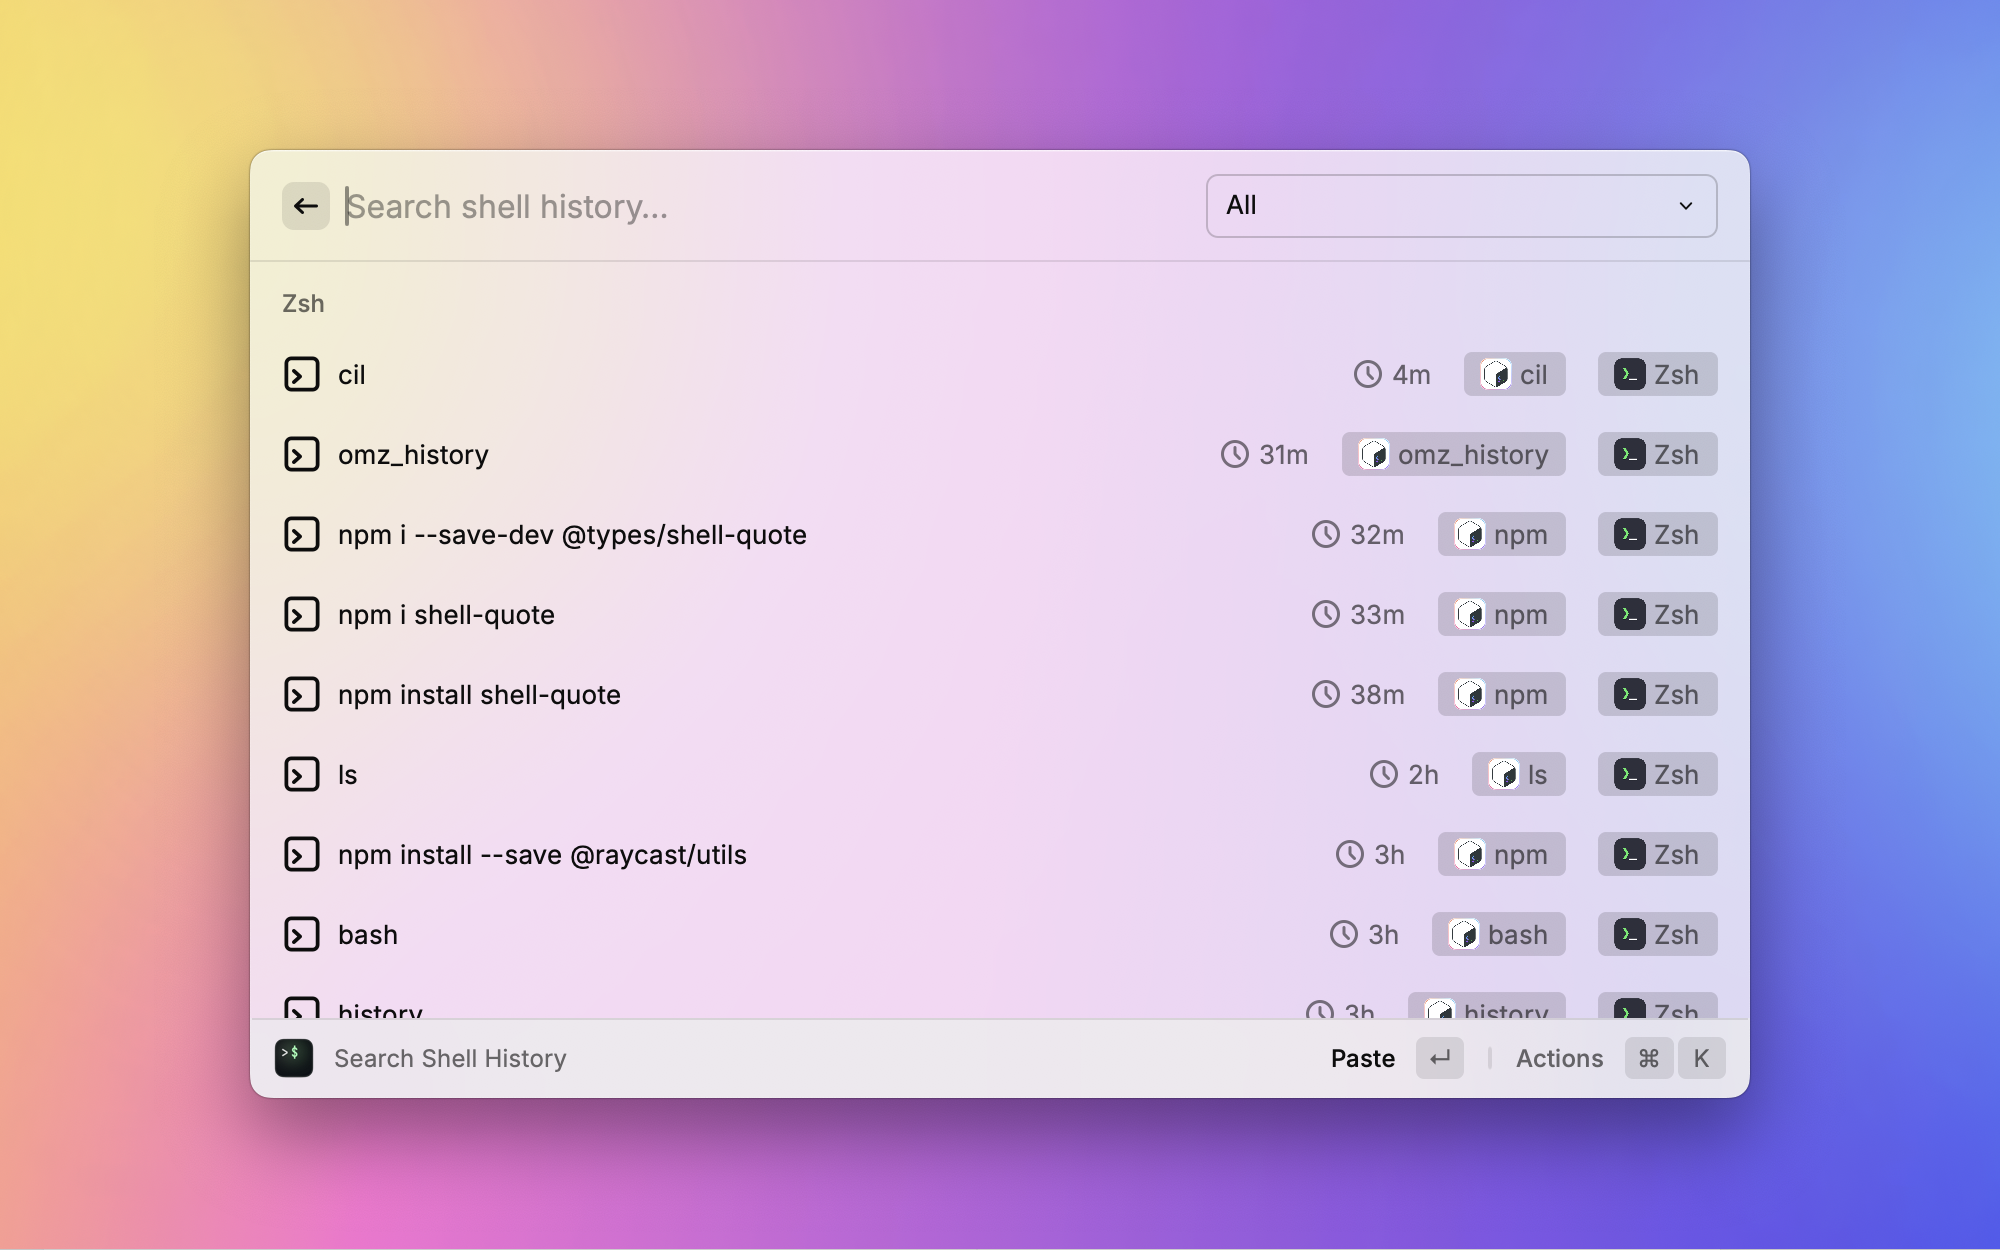 Search shell history...
All
Zsh
cil 4m cil Zsh
omz_history 31m omz_history Zsh
npm i --save-dev @types/shell-quote 32m npm Zsh
npm i shell-quote 33m npm Zsh
npm install shell-quote 38m npm Zsh
ls 2h ls Zsh
npm install --save @raycast/utils 3h npm Zsh
bash 3h bash Zsh
history 3h history Zsh
>$ Search Shell History Paste ↵ Actions ⌘ K